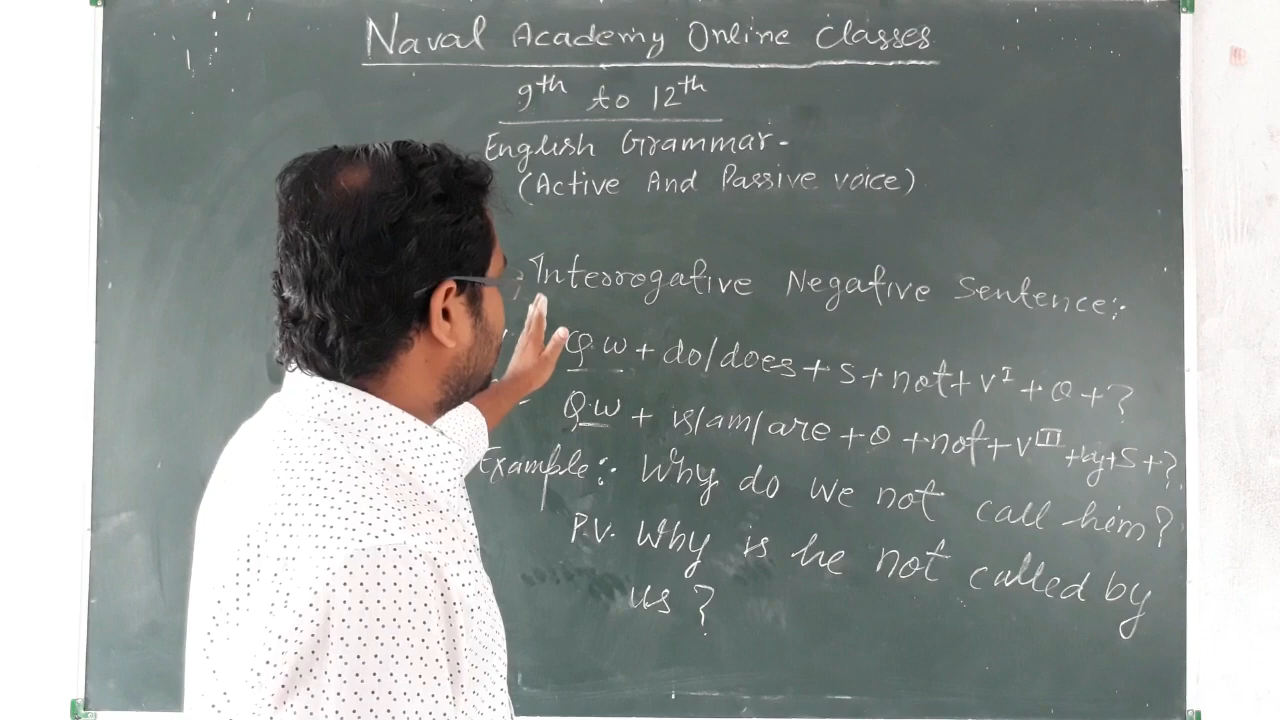 Naval Academy Online Classes
9th to 12th
English Grammar-
(Active And Passive voice)
Interrogative Negative Sentence:-
Q.W + do/does + S + not + V I + O + ?
Q.W + is/am/are + O + not + V III + by + S + ?
Example:- Why do we not call him?
P.V. Why is he not called by
us?